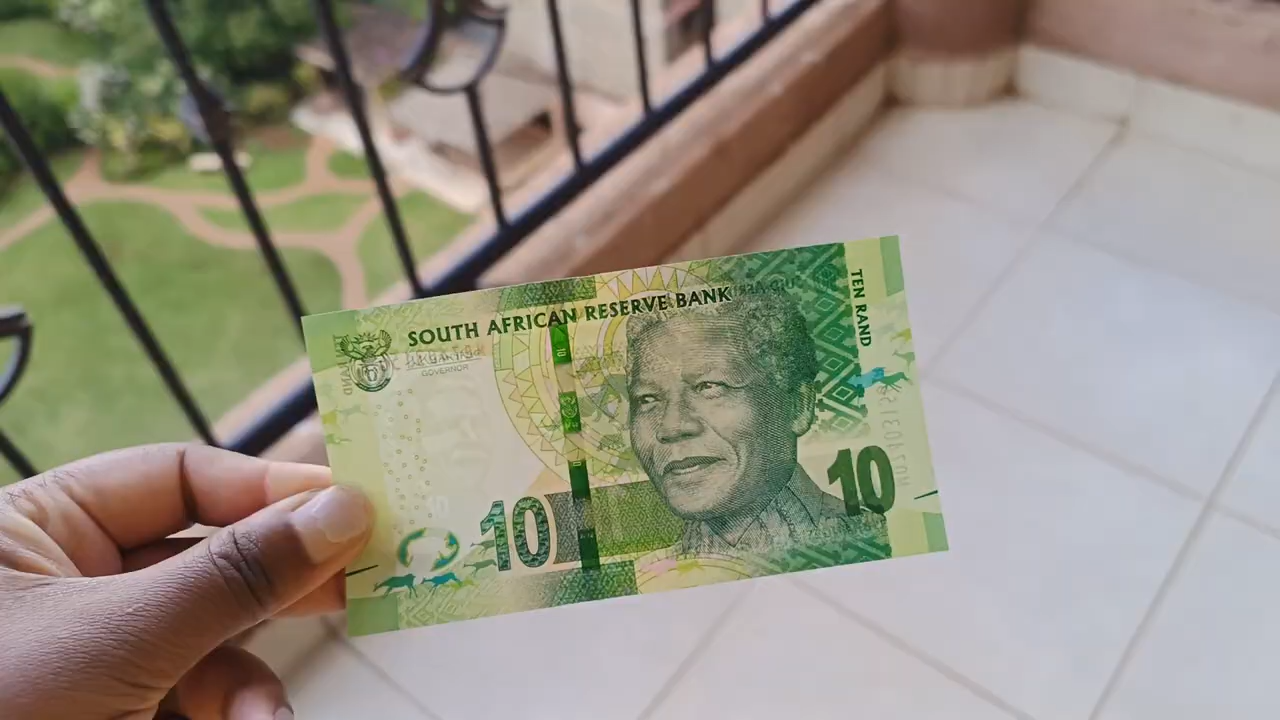 SOUTH AFRICAN RESERVE BANK
GOVERNOR
TEN RAND
10
10